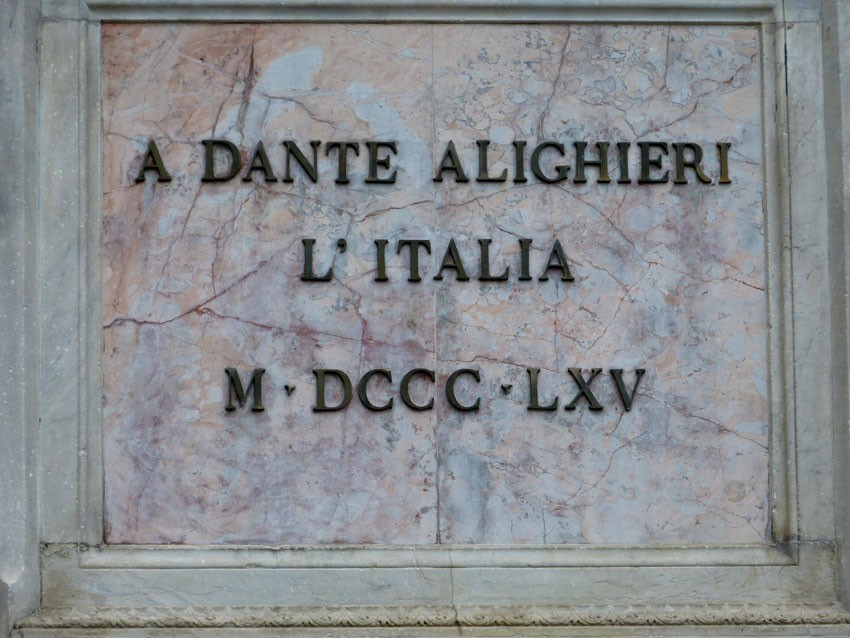 A DANTE ALIGHIERI
L' ITALIA
M · DCCC · LXV